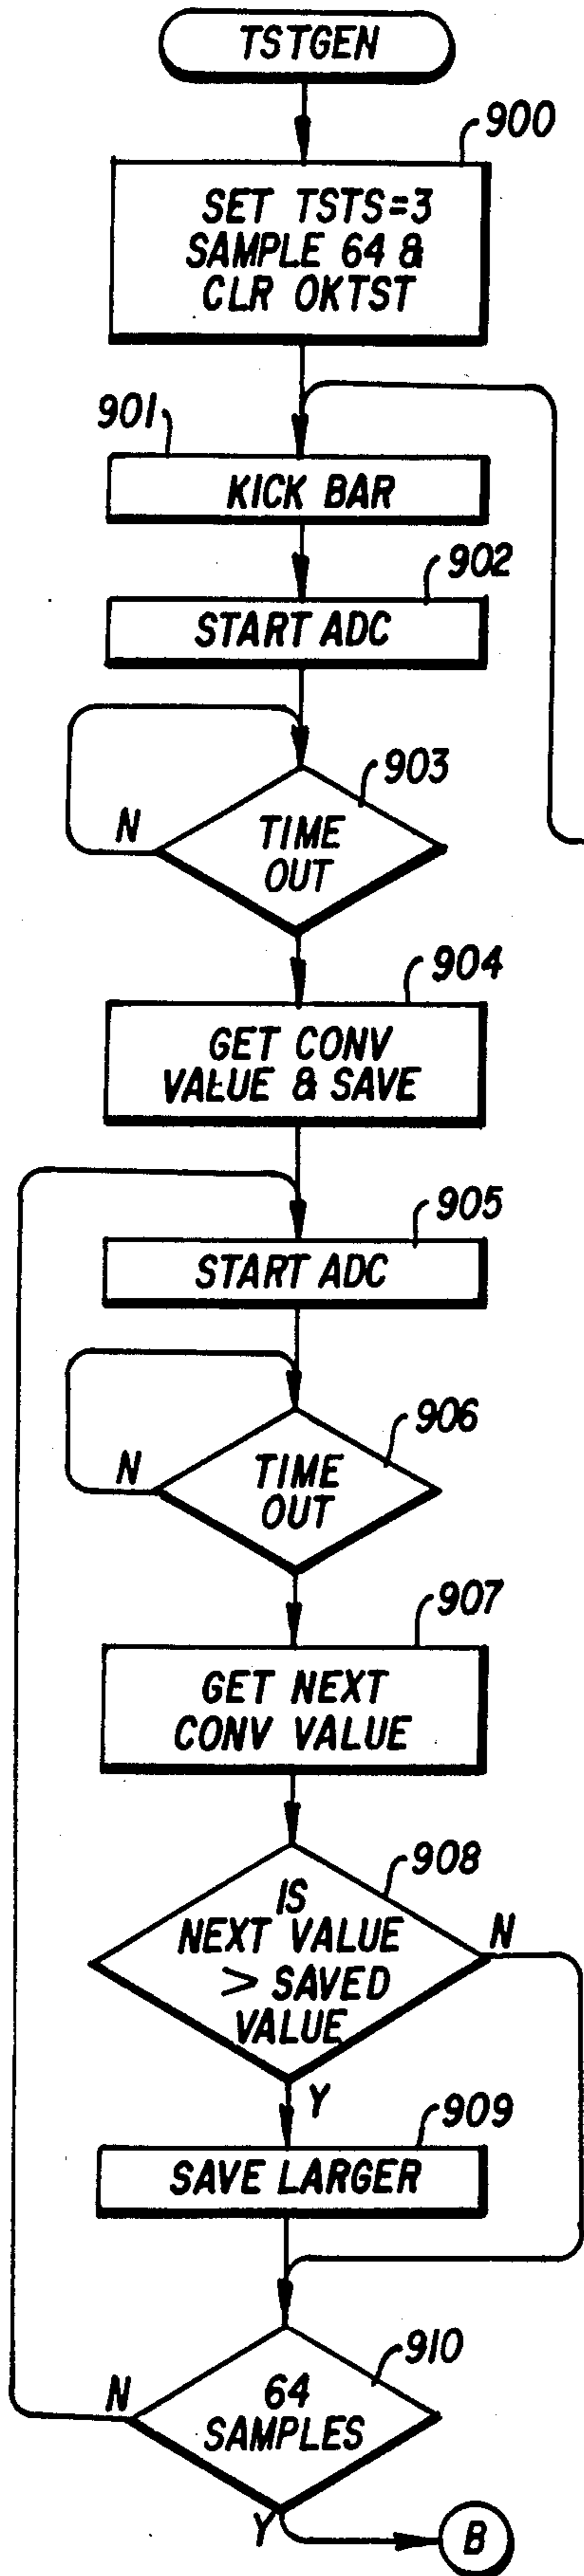 TSTGEN
900
SET TSTS=3
SAMPLE 64 &
CLR OKTST
901
KICK BAR
902
START ADC
903
N
TIME
OUT
904
GET CONV
VALUE & SAVE
905
START ADC
906
N
TIME
OUT
907
GET NEXT
CONV VALUE
908
IS
NEXT VALUE
> SAVED
VALUE
N
Y
909
SAVE LARGER
910
N
64
SAMPLES
Y
B